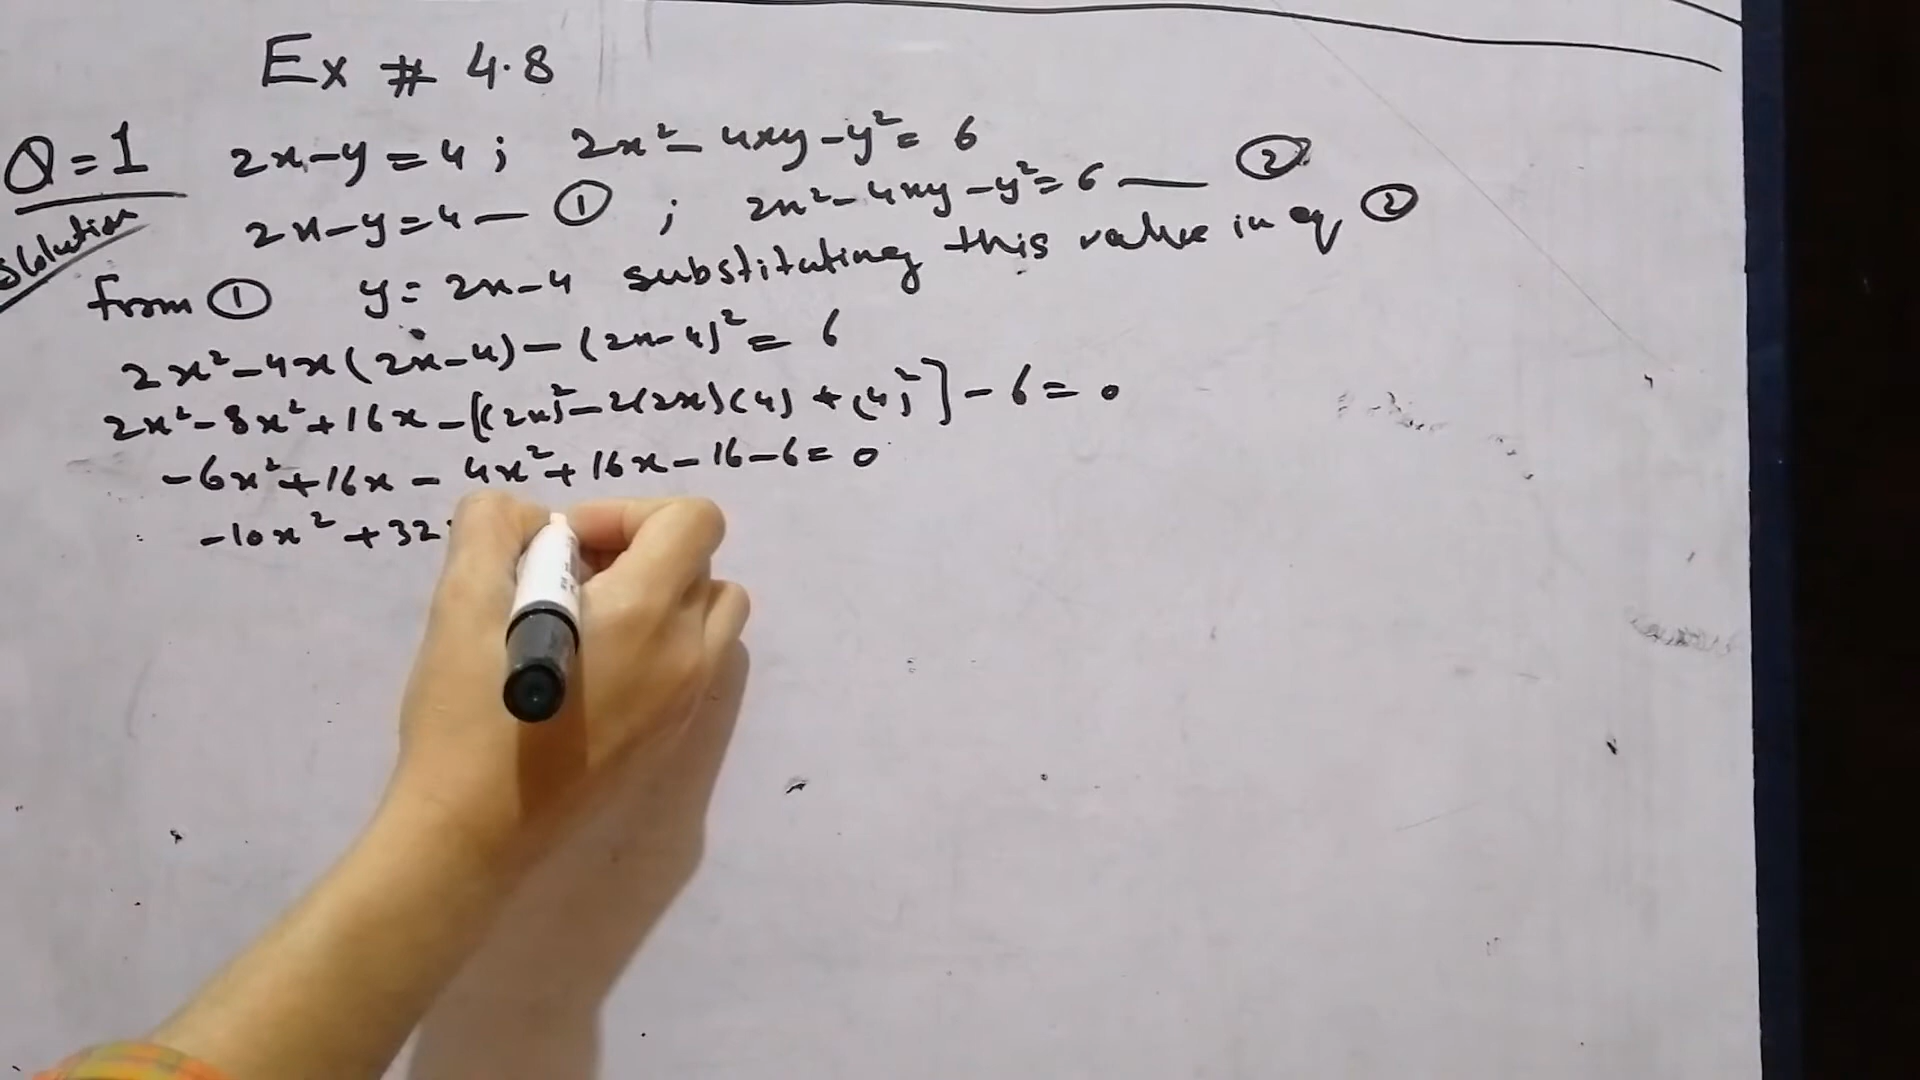 Ex # 4.8
Q=1 2x-y=4; 2x²-4xy-y²=6
Solution 2x-y=4 — ① ; 2x²-4xy-y²=6 — ②
from ① y=2x-4 substituting this value in eq ②
2x²-4x(2x-4)-(2x-4)²=6
2x²-8x²+16x-[(2x)²-2(2x)(4)+(4)²]-6=0
-6x²+16x-4x²+16x-16-6=0
-10x²+32